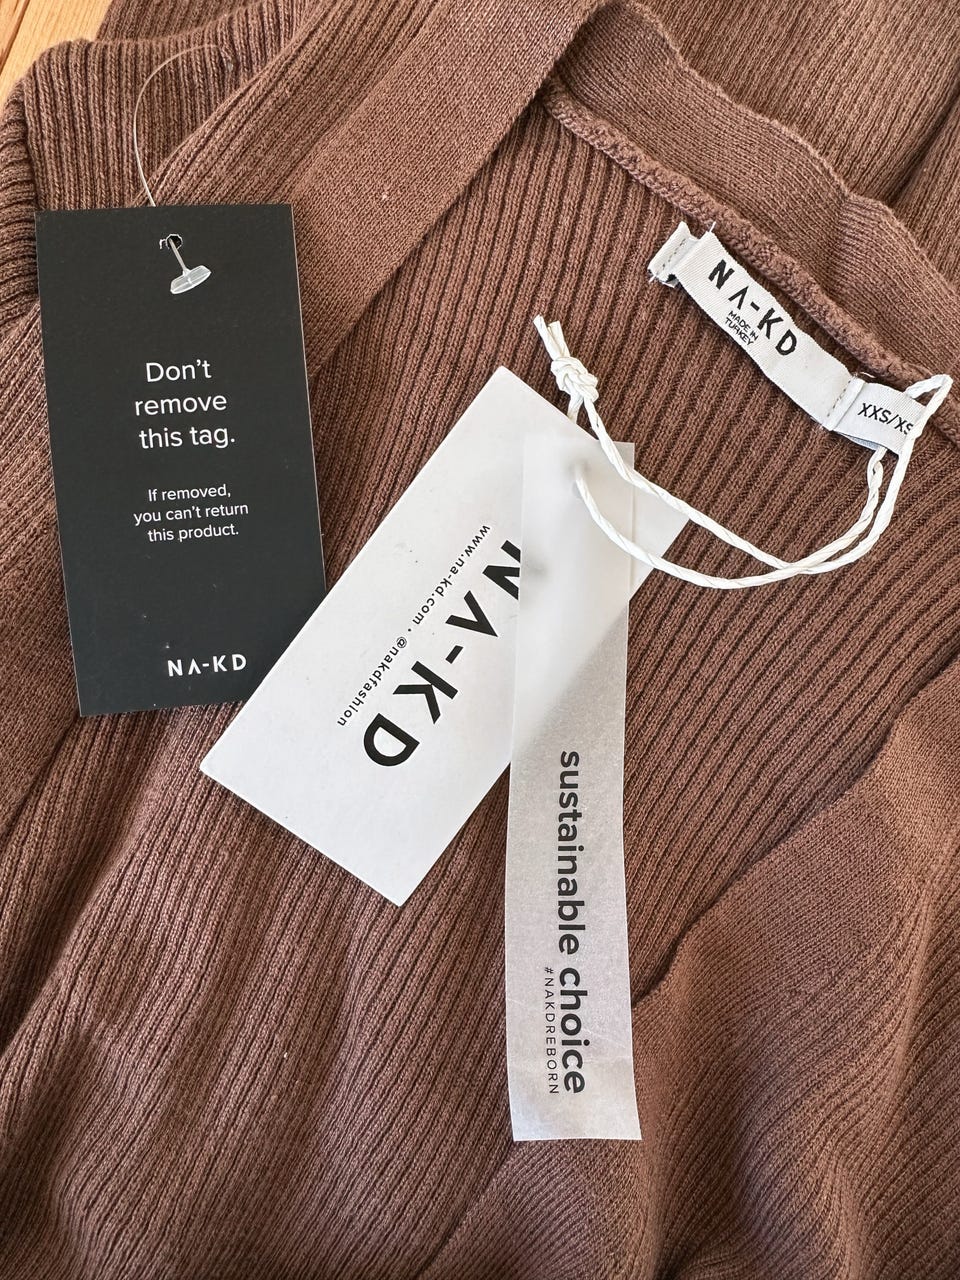 Don't
remove
this tag.
If removed,
you can't return
this product.
NA-KD
NA-KD
www.na-kd.com • @nakdfashion
sustainable choice
#NAKDREBORN
NA-KD
MADE IN
TURKEY
XXS/XS